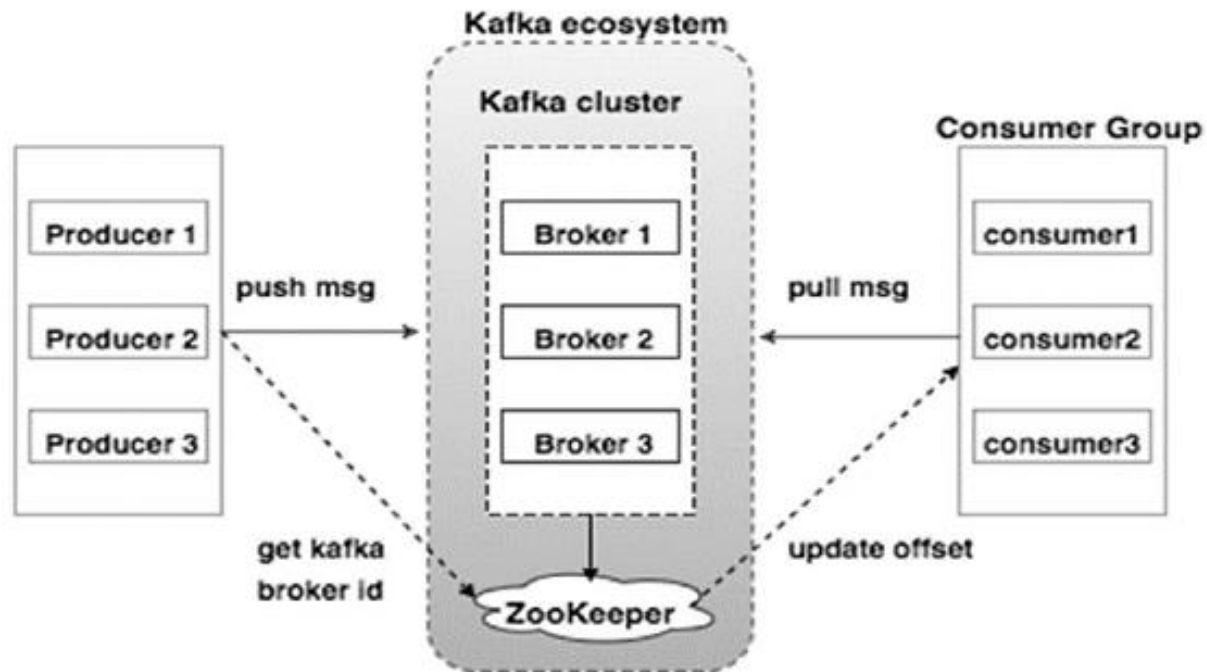 Kafka ecosystem
Kafka cluster
Consumer Group
Producer 1
Producer 2
Producer 3
push msg
Broker 1
Broker 2
Broker 3
pull msg
consumer1
consumer2
consumer3
get kafka
broker id
update offset
ZooKeeper